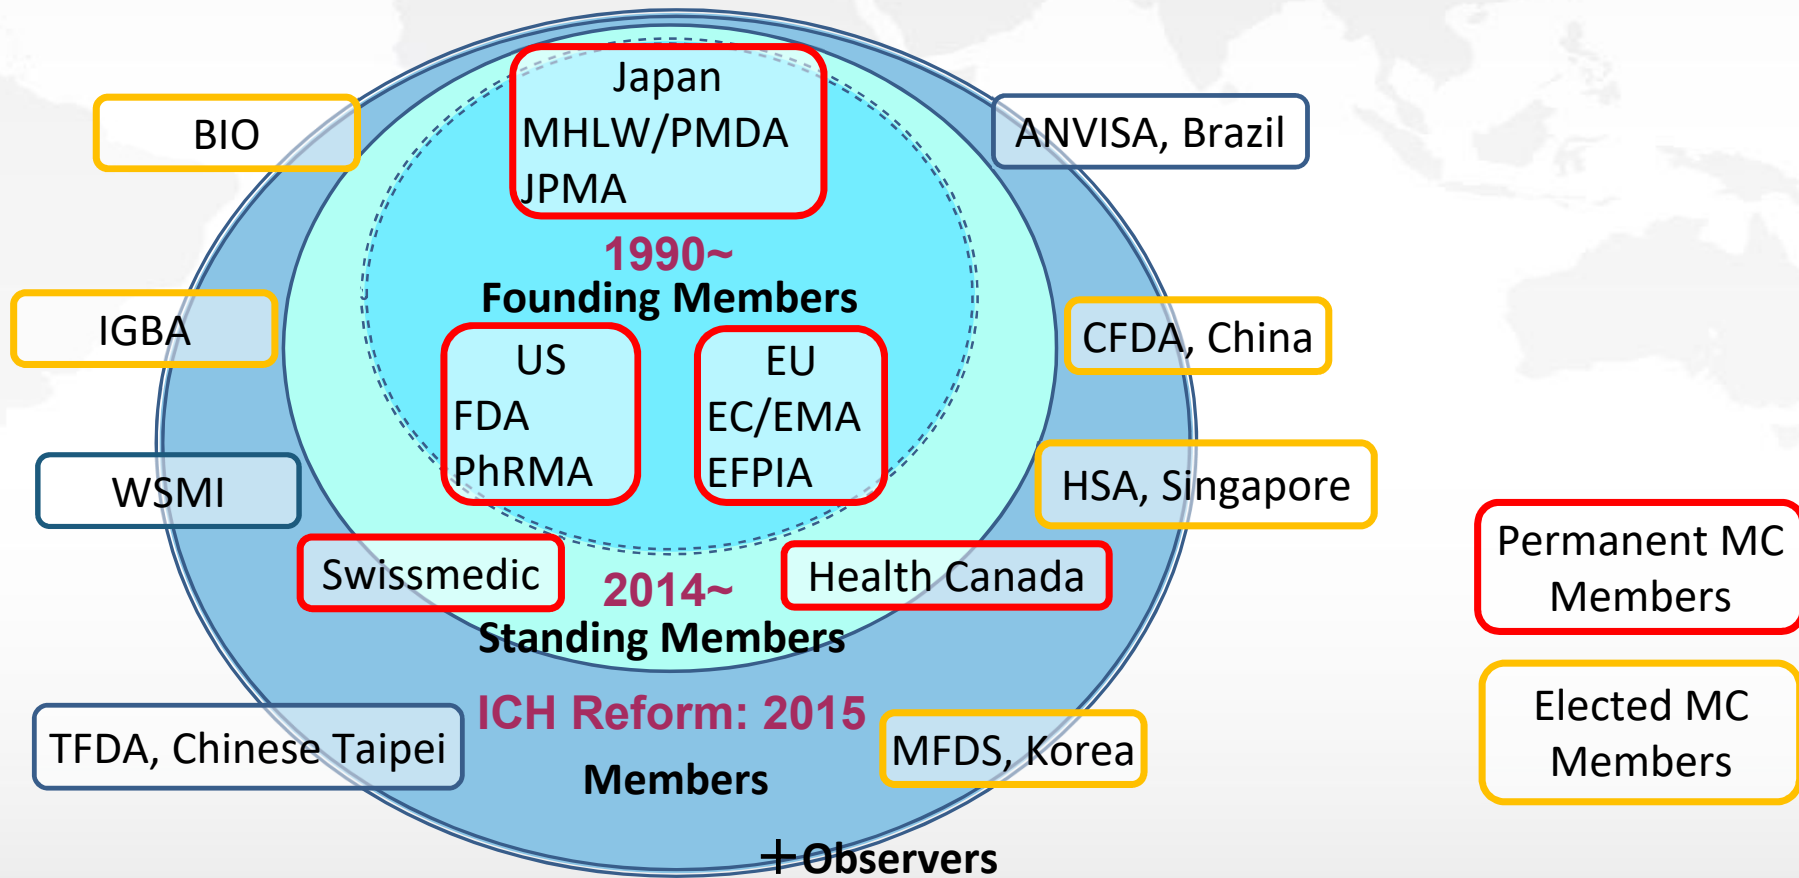 Japan
MHLW/PMDA
JPMA
BIO
ANVISA, Brazil
1990~
Founding Members
IGBA
CFDA, China
US
FDA
PhRMA
EU
EC/EMA
EFPIA
WSMI
HSA, Singapore
Swissmedic
Health Canada
2014~
Standing Members
ICH Reform: 2015
Members
TFDA, Chinese Taipei
MFDS, Korea
+Observers
Permanent MC
Members
Elected MC
Members